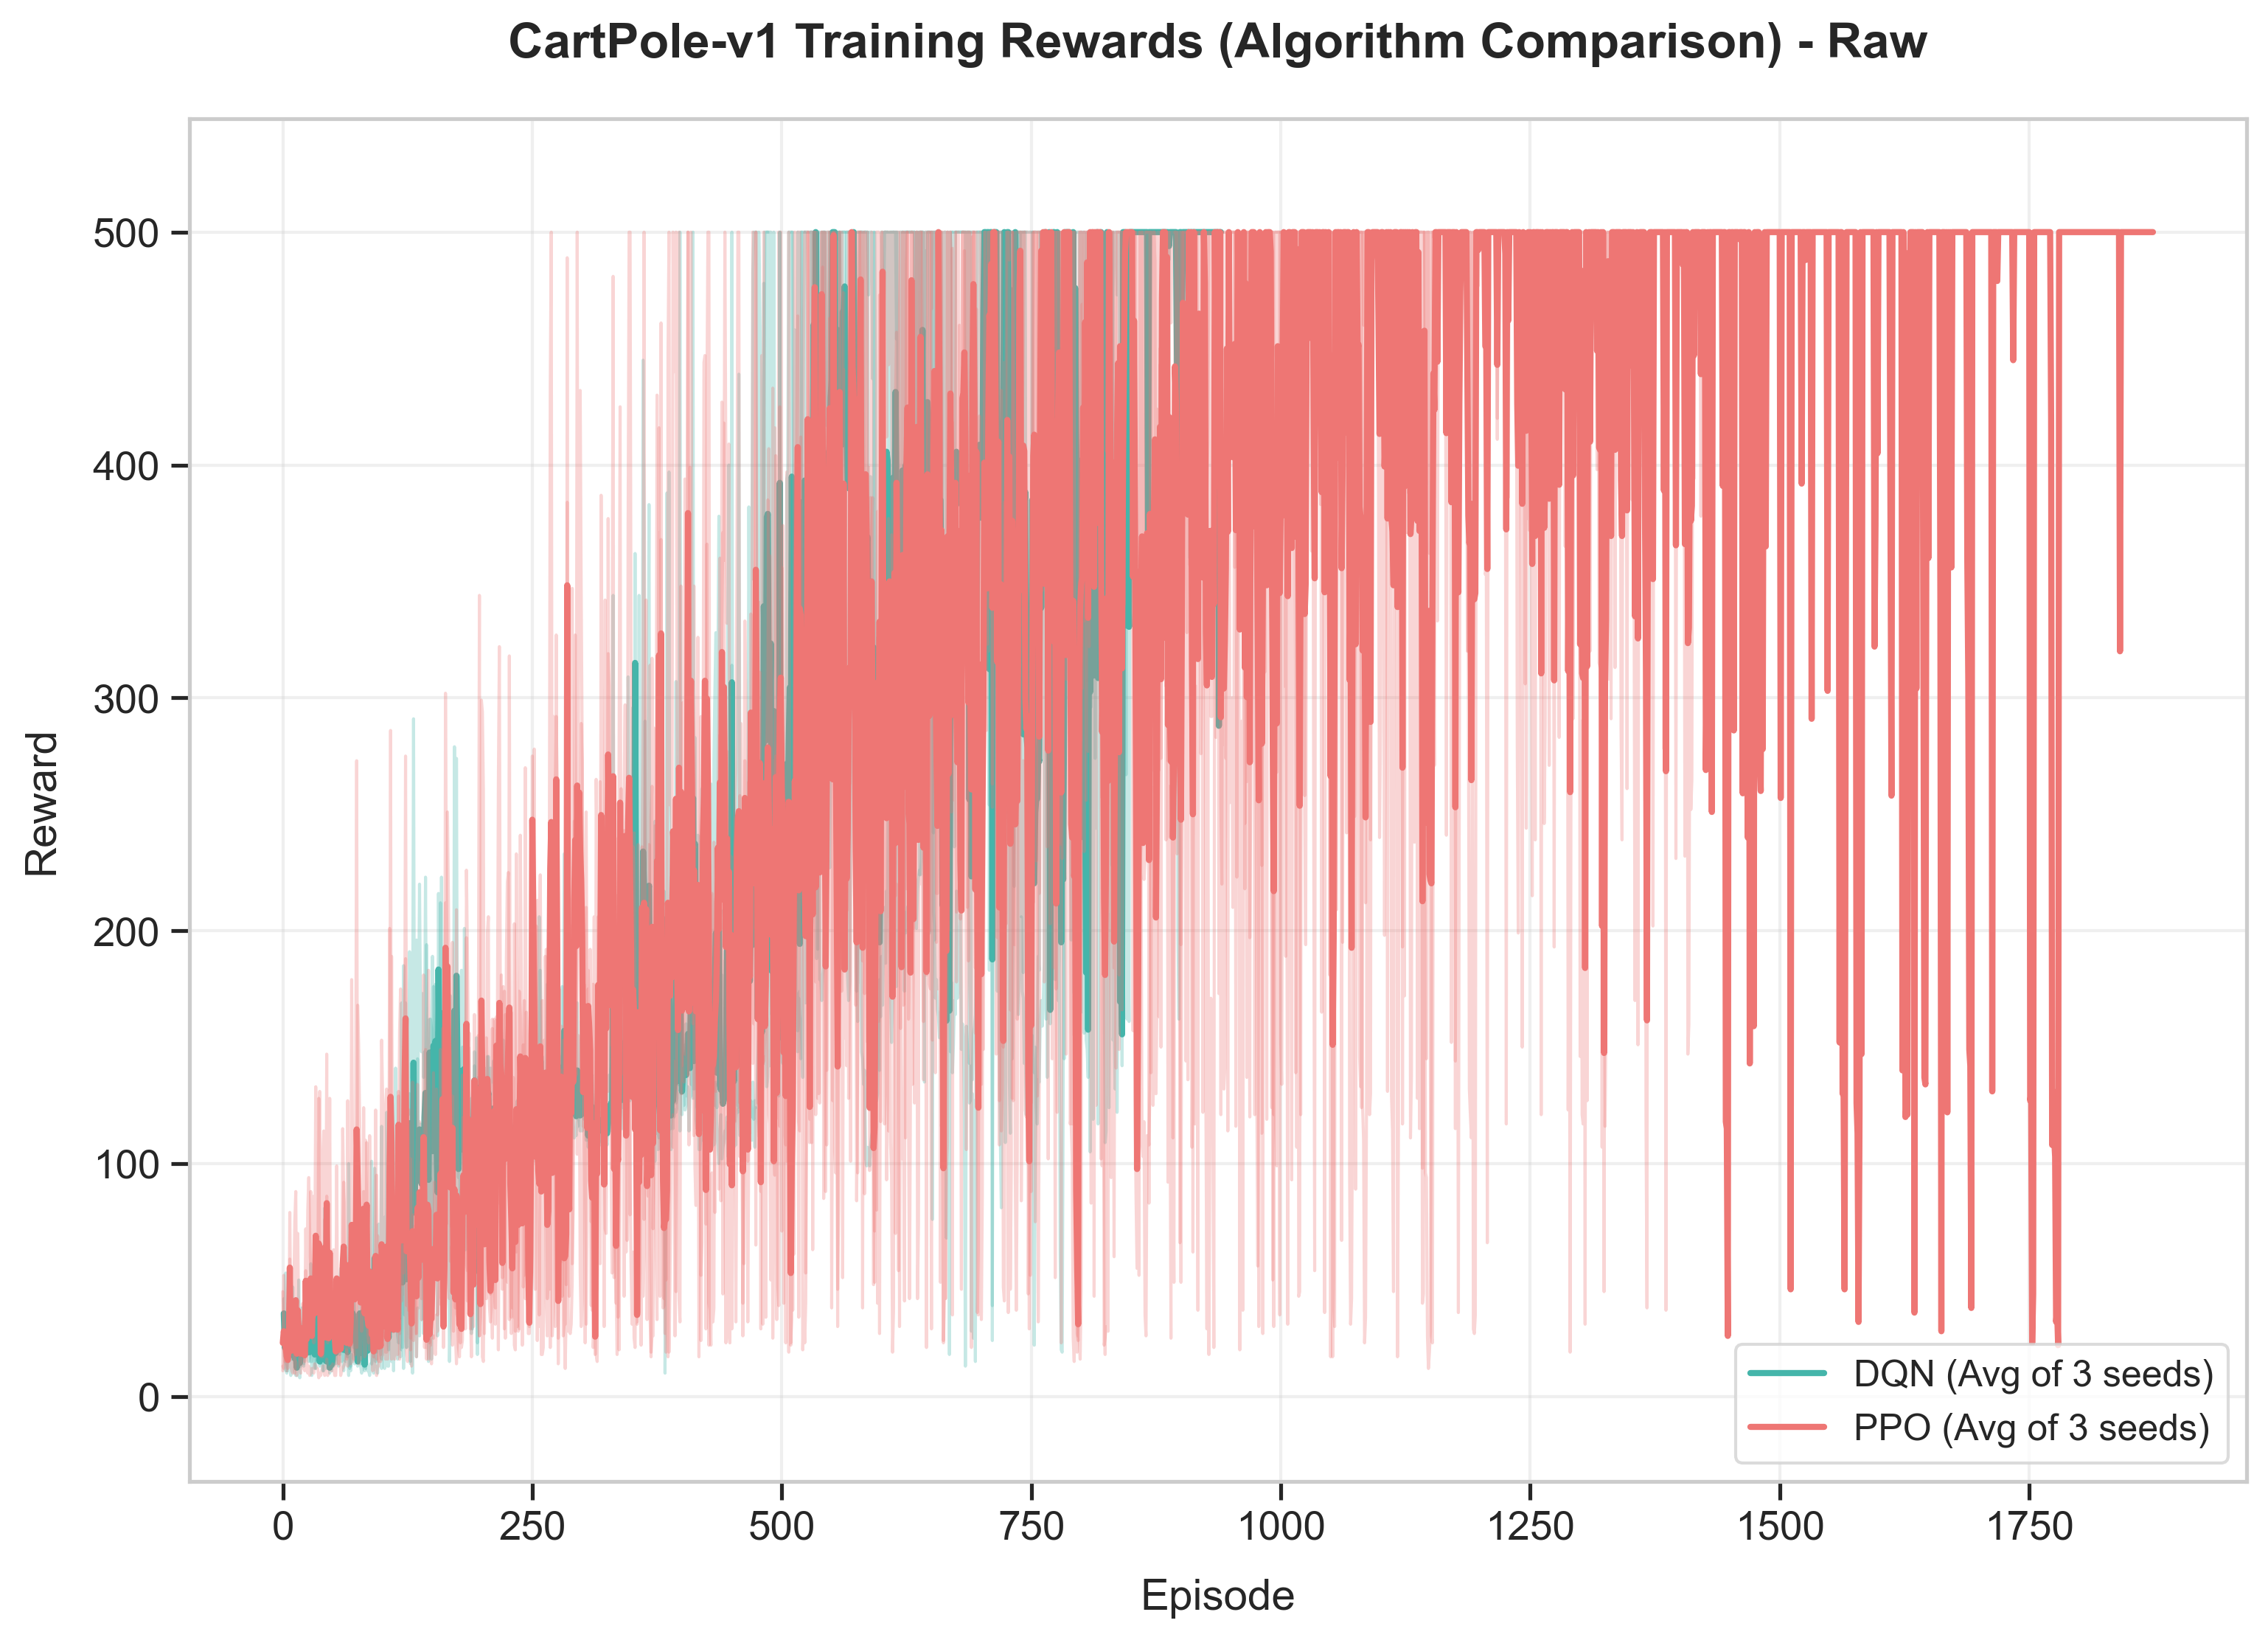 CartPole-v1 Training Rewards (Algorithm Comparison) - Raw
Reward
500
400
300
200
100
0
0 250 500 750 1000 1250 1500 1750
Episode
DQN (Avg of 3 seeds)
PPO (Avg of 3 seeds)